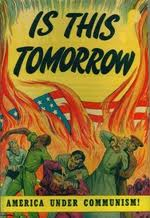 IS THIS
TOMORROW
AMERICA UNDER COMMUNISM!